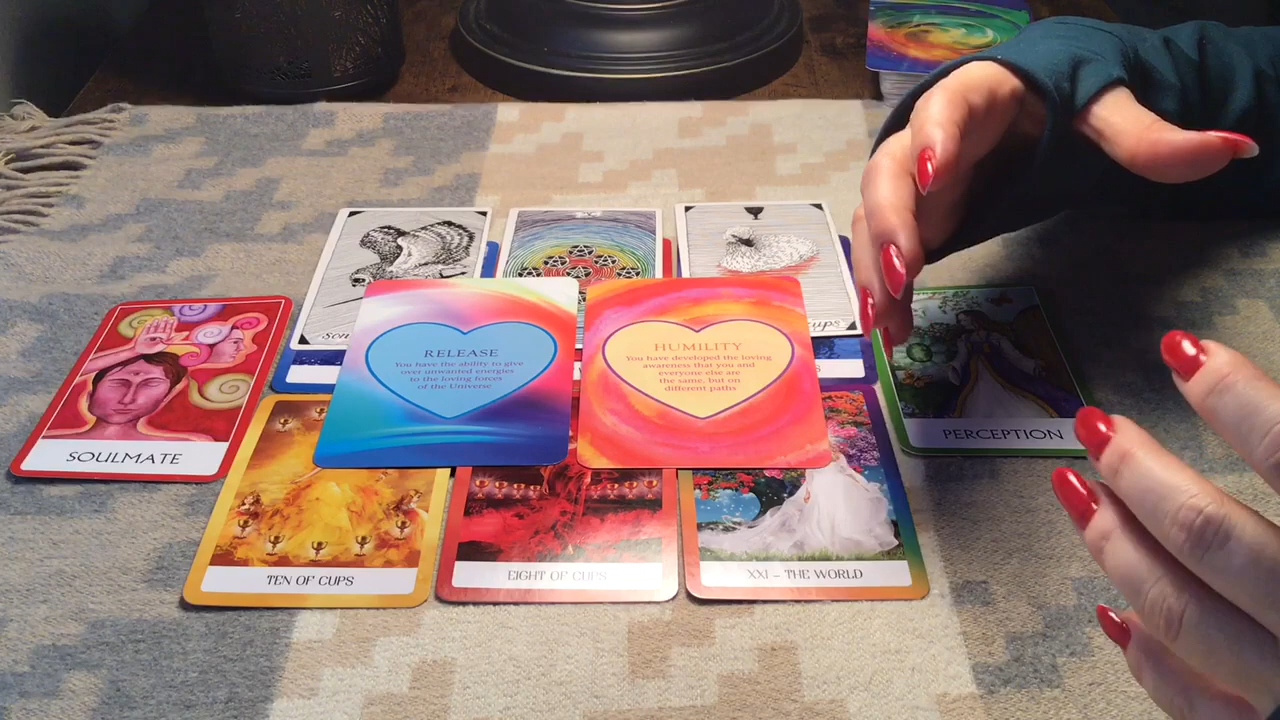 Son
cups
RELEASE
You have the ability to give
over unwanted energies
to the loving forces
of the Universe
HUMILITY
You have developed the loving
awareness that you and
everyone else are
the same, but on
different paths
SOULMATE
PERCEPTION
TEN OF CUPS
EIGHT OF CUPS
XXI – THE WORLD